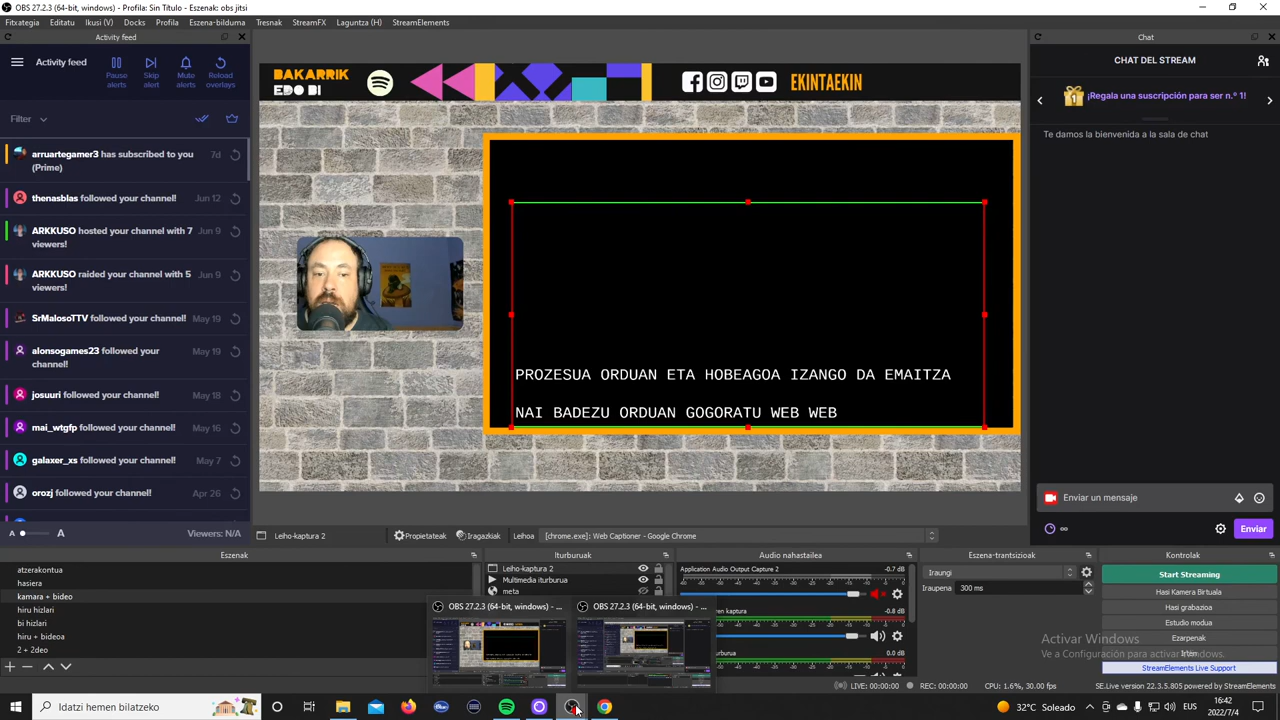 OBS 27.2.3 (64-bit, windows) - Profila: Sin Título - Eszenak: obs jitsi
Fitxategia Editatu Ikusi (V) Docks Profila Eszena-bilduma Tresnak StreamFX Laguntza (H) StreamElements
Activity feed
Activity feed
Pause alerts
Skip alert
Mute alerts
Reload overlays
Filter
arruartegamer3 has subscribed to you (Prime) 7d
thenasblas followed your channel! Jun 12
ARKKUSO hosted your channel with 7 viewers! Jun 9
ARKKUSO raided your channel with 5 viewers! Jun 9
SrMalosoTTV followed your channel! May 19
alonsogames23 followed your channel! May 19
josuuri followed your channel! May 18
mai_wtgfp followed your channel! May 16
galaxer_xs followed your channel! May 7
orozj followed your channel! Apr 26
A A Viewers: N/A
BAKARRIK
EDO BI
EKINTAEKIN
PROZESUA ORDUAN ETA HOBEAGOA IZANGO DA EMAITZA
NAI BADEZU ORDUAN GOGORATU WEB WEB
Chat
CHAT DEL STREAM
¡Regala una suscripción para ser n.º 1!
Te damos la bienvenida a la sala de chat
Enviar un mensaje
Enviar
Leiho-kaptura 2 Propietateak Iragazkiak Leihoa [chrome.exe]: Web Captioner - Google Chrome
Eszenak
atzerakontua
hasiera
kamara + bideo
hiru hizlari
bi hizlari
hiru + bideoa
Iturburuak
Leiho-kaptura 2
Multimedia iturburua
meta
Audio nahastailea
Application Audio Output Capture 2 -0.7 dB
-0.8 dB
0.0 dB
Eszena-trantsizioak
Iraungi
Iraupena 300 ms
Kontrolak
Start Streaming
Hasi Kamera Birtuala
Hasi grabazioa
Estudio modua
Ezarpenak
Irten
StreamElements Live Support
Activar Windows
Ve a Configuración para activar Windows.
OBS 27.2.3 (64-bit, windows) - ...
OBS 27.2.3 (64-bit, windows) - ...
LIVE: 00:00:00 REC: 00:00:00 CPU: 1.6%, 30.00 fps SE.Live version 22.3.5.805 powered by StreamElements
Idatzi hemen bilatzeko
32°C Soleado
16:42
2022/7/4